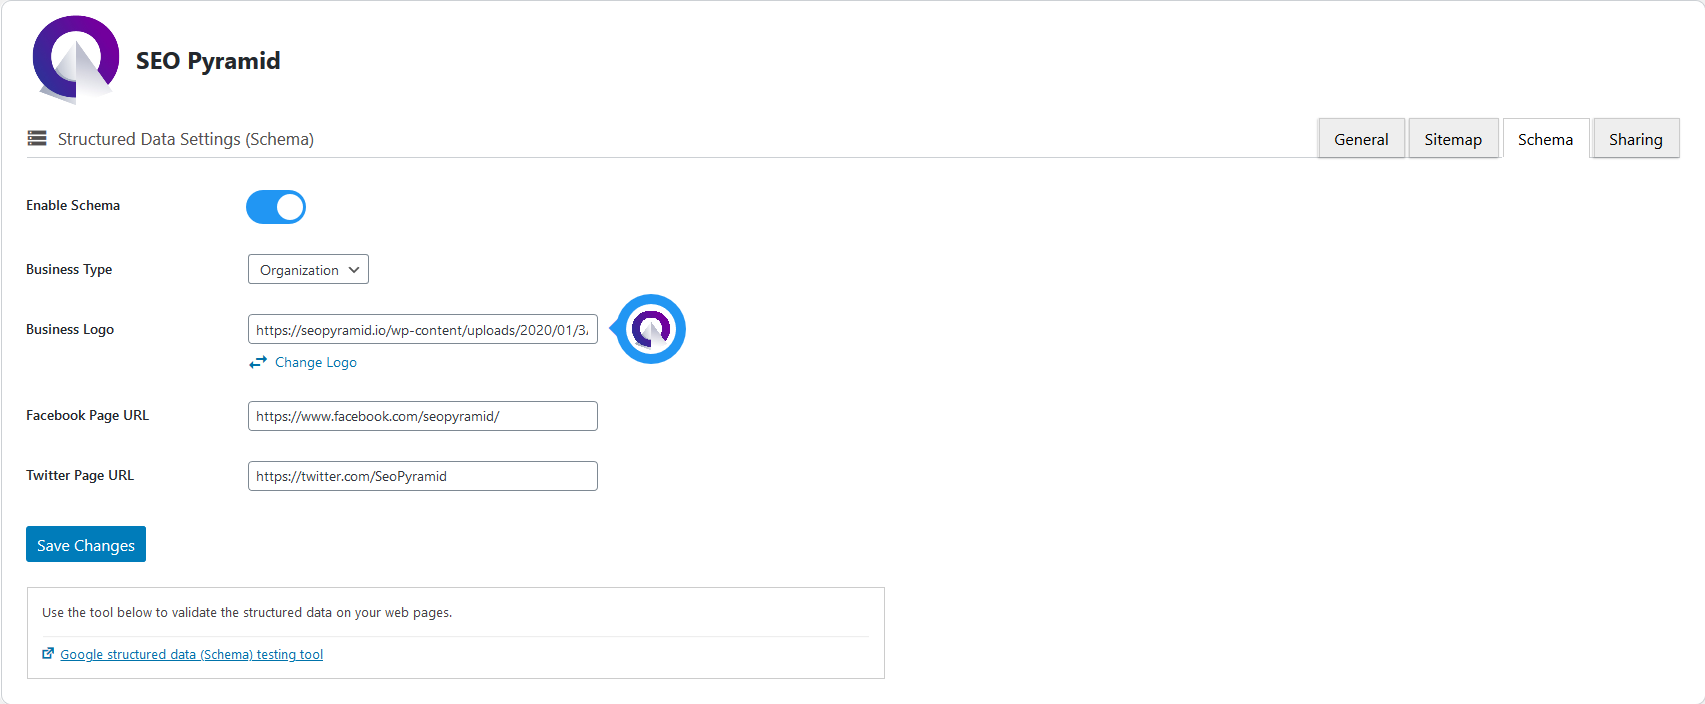 SEO Pyramid
Structured Data Settings (Schema)
General
Sitemap
Schema
Sharing
Enable Schema
Business Type
Organization
Business Logo
https://seopyramid.io/wp-content/uploads/2020/01/3
Change Logo
Facebook Page URL
https://www.facebook.com/seopyramid/
Twitter Page URL
https://twitter.com/SeoPyramid
Save Changes
Use the tool below to validate the structured data on your web pages.
Google structured data (Schema) testing tool